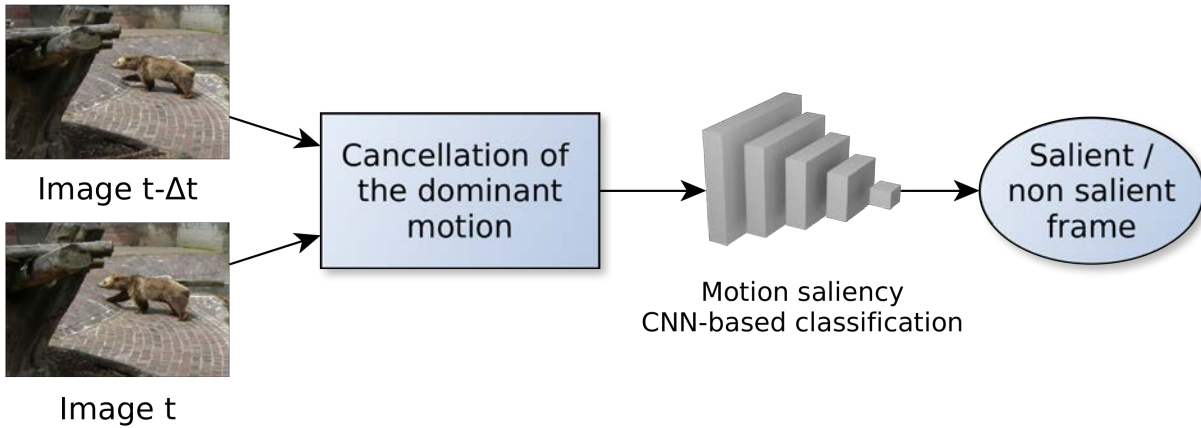 Image t-Δt
Image t
Cancellation of
the dominant
motion
Motion saliency
CNN-based classification
Salient /
non salient
frame